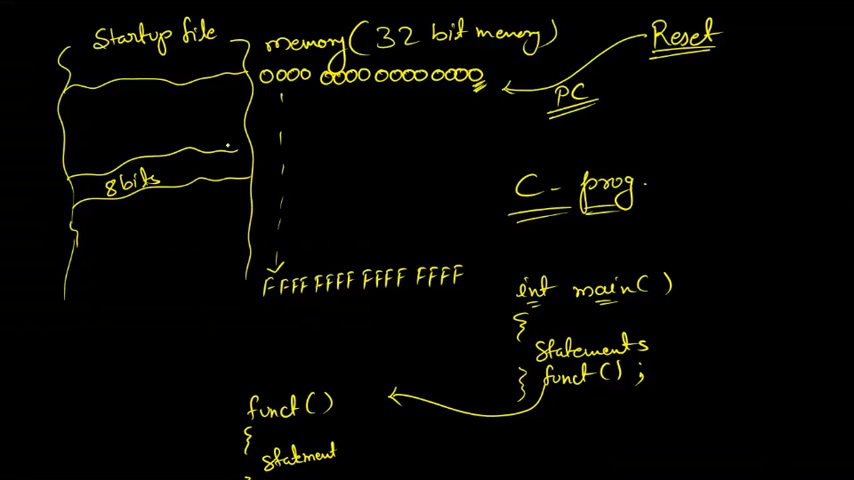 Startup file
memory(32 bit memory)
Reset
0000 0000 0000 0000
PC
8 bits
C - prog.
FFFF FFFF FFFF FFFF
int main()
{
statements
funct();
}
funct()
{
statment